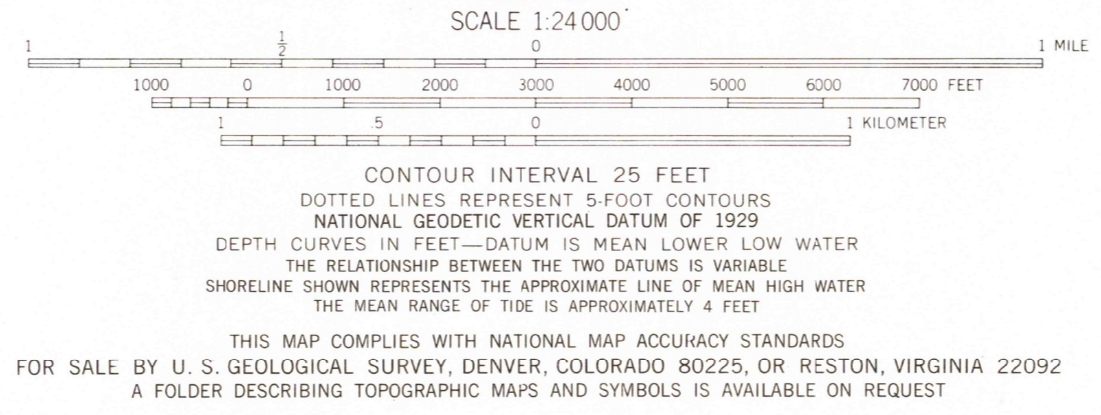 SCALE 1:24 000
1 ½ 0 1 MILE
1000 0 1000 2000 3000 4000 5000 6000 7000 FEET
1 .5 0 1 KILOMETER
CONTOUR INTERVAL 25 FEET
DOTTED LINES REPRESENT 5-FOOT CONTOURS
NATIONAL GEODETIC VERTICAL DATUM OF 1929
DEPTH CURVES IN FEET—DATUM IS MEAN LOWER LOW WATER
THE RELATIONSHIP BETWEEN THE TWO DATUMS IS VARIABLE
SHORELINE SHOWN REPRESENTS THE APPROXIMATE LINE OF MEAN HIGH WATER
THE MEAN RANGE OF TIDE IS APPROXIMATELY 4 FEET
THIS MAP COMPLIES WITH NATIONAL MAP ACCURACY STANDARDS
FOR SALE BY U. S. GEOLOGICAL SURVEY, DENVER, COLORADO 80225, OR RESTON, VIRGINIA 22092
A FOLDER DESCRIBING TOPOGRAPHIC MAPS AND SYMBOLS IS AVAILABLE ON REQUEST